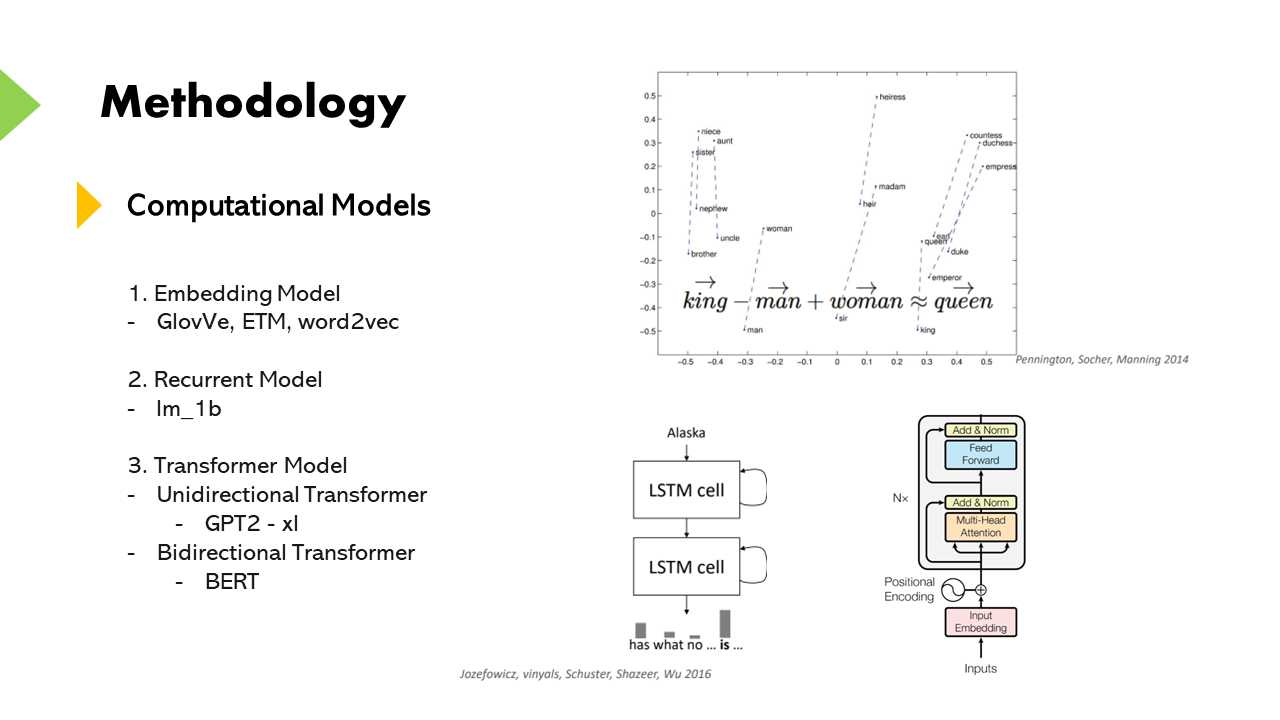 Methodology
Computational Models
1. Embedding Model
- GlovVe, ETM, word2vec
2. Recurrent Model
- lm_1b
3. Transformer Model
- Unidirectional Transformer
- GPT2 - xl
- Bidirectional Transformer
- BERT
0.5
0.4
0.3
0.2
0.1
0
−0.1
−0.2
−0.3
−0.4
−0.5
−0.5 −0.4 −0.3 −0.2 −0.1 0 0.1 0.2 0.3 0.4 0.5
heiress
niece
aunt
sister
countess
duchess
empress
madam
heir
nephew
woman
uncle
earl
queen
brother
duke
emperor
man
sir
king
king − man + woman ≈ queen
Pennington, Socher, Manning 2014
Alaska
LSTM cell
LSTM cell
has what no ... is ...
Jozefowicz, vinyals, Schuster, Shazeer, Wu 2016
Add & Norm
Feed
Forward
N×
Add & Norm
Multi-Head
Attention
Positional
Encoding
Input
Embedding
Inputs